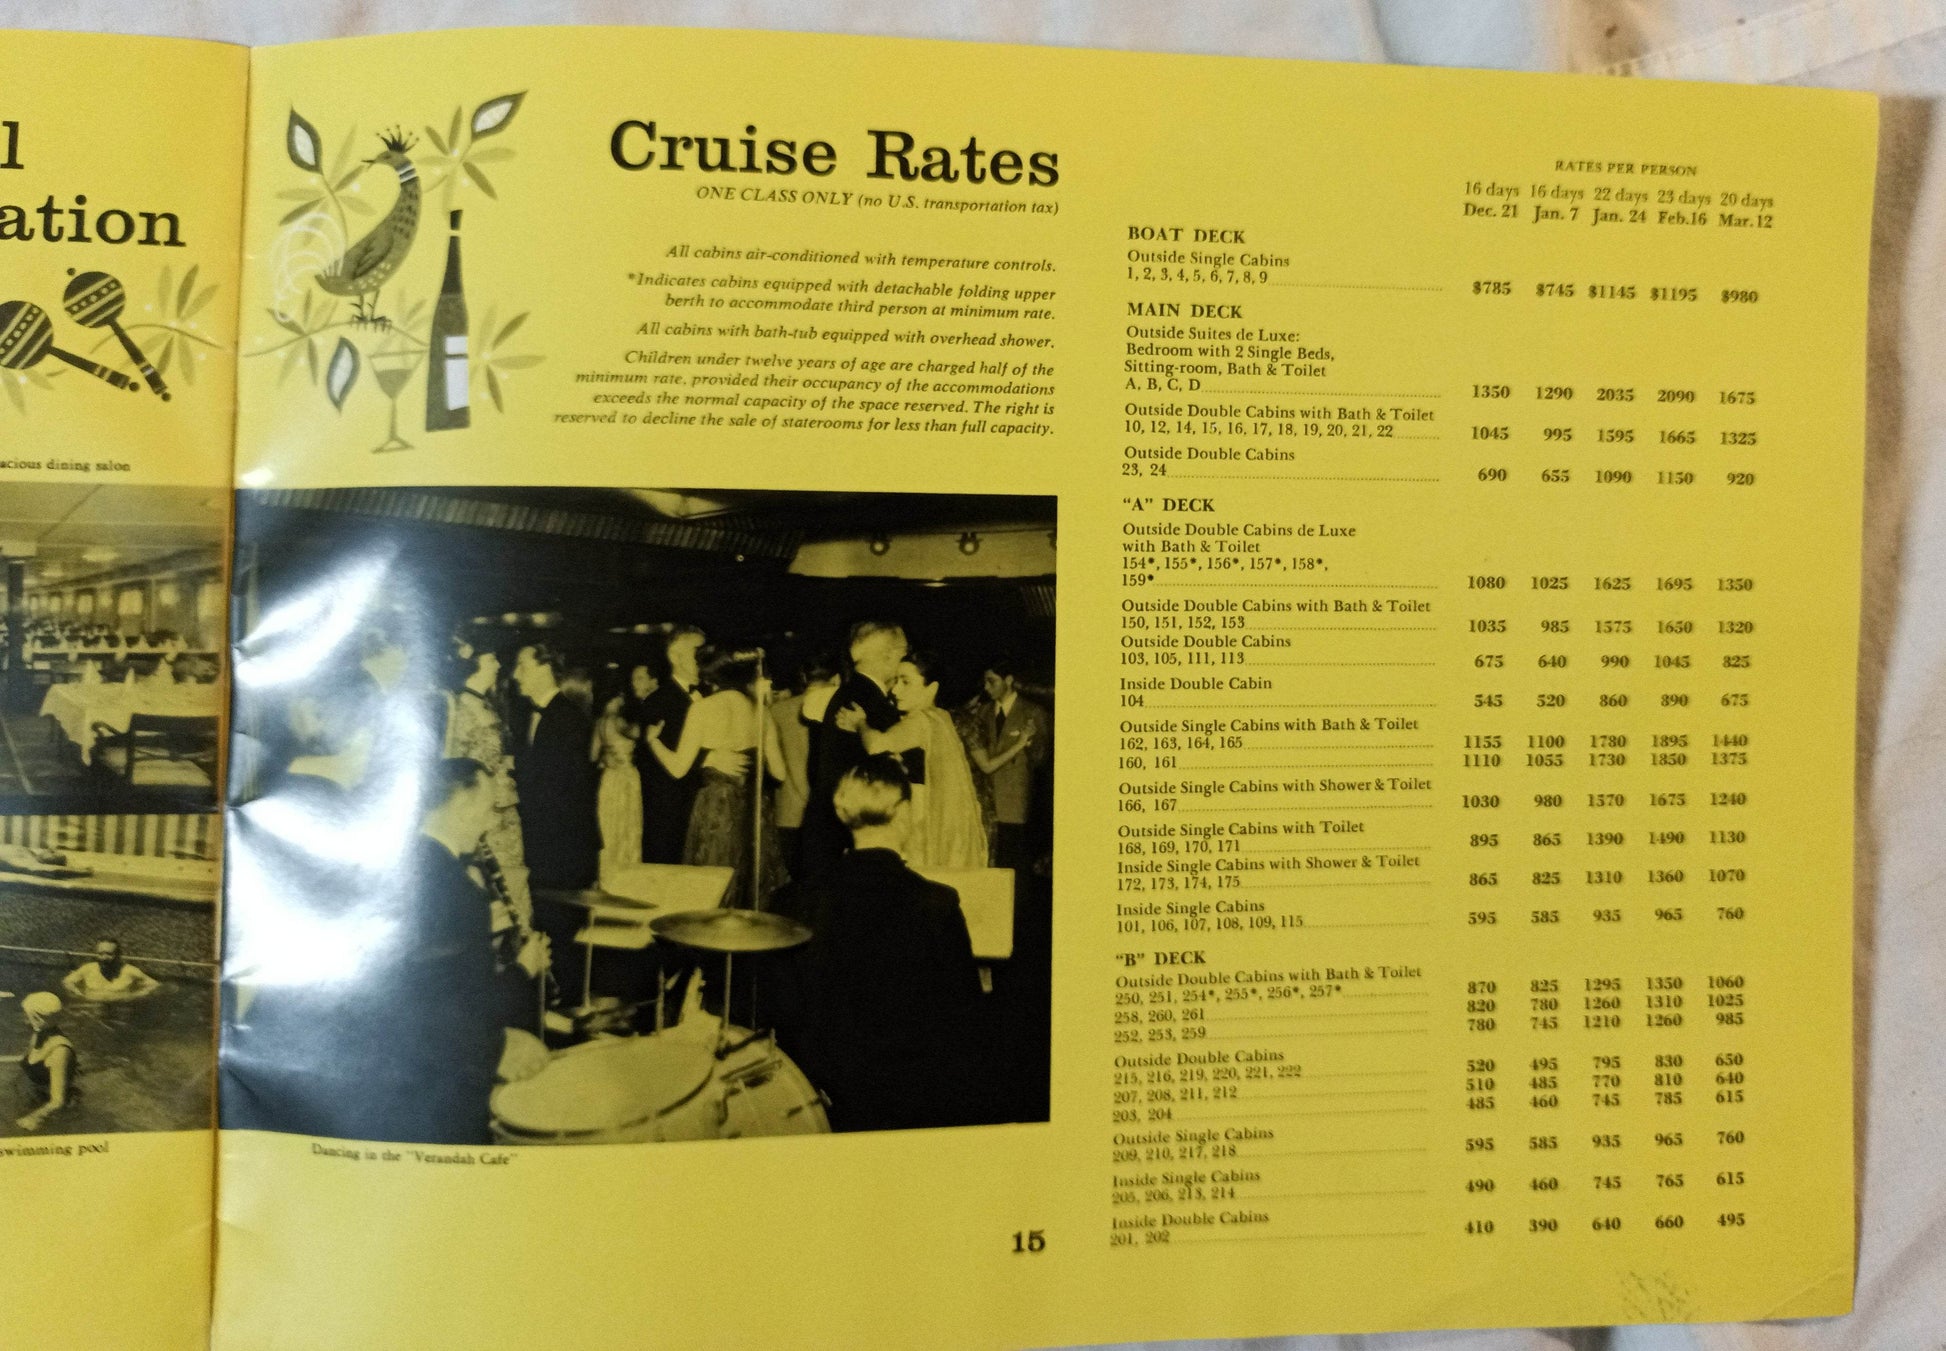 l
ation
acious dining salon
swimming pool
Cruise Rates
ONE CLASS ONLY (no U.S. transportation tax)
All cabins air-conditioned with temperature controls.
*Indicates cabins equipped with detachable folding upper
berth to accommodate third person at minimum rate.
All cabins with bath-tub equipped with overhead shower.
Children under twelve years of age are charged half of the
minimum rate, provided their occupancy of the accommodations
exceeds the normal capacity of the space reserved. The right is
reserved to decline the sale of staterooms for less than full capacity.
Dancing in the "Verandah Cafe"
15
RATES PER PERSON
16 days 16 days 22 days 23 days 20 days
Dec. 21 Jan. 7 Jan. 24 Feb.16 Mar. 12
BOAT DECK
Outside Single Cabins
1, 2, 3, 4, 5, 6, 7, 8, 9 $785 $745 $1145 $1195 $980
MAIN DECK
Outside Suites de Luxe:
Bedroom with 2 Single Beds,
Sitting-room, Bath & Toilet
A, B, C, D 1350 1290 2035 2090 1675
Outside Double Cabins with Bath & Toilet
10, 12, 14, 15, 16, 17, 18, 19, 20, 21, 22 1045 995 1595 1665 1325
Outside Double Cabins
23, 24 690 655 1090 1150 920
"A" DECK
Outside Double Cabins de Luxe
with Bath & Toilet
154*, 155*, 156*, 157*, 158*,
159* 1080 1025 1625 1695 1350
Outside Double Cabins with Bath & Toilet
150, 151, 152, 153 1035 985 1575 1650 1320
Outside Double Cabins
103, 105, 111, 113 675 640 990 1045 825
Inside Double Cabin
104 545 520 860 890 675
Outside Single Cabins with Bath & Toilet
162, 163, 164, 165 1155 1100 1780 1895 1440
160, 161 1110 1055 1730 1850 1375
Outside Single Cabins with Shower & Toilet
166, 167 1030 980 1570 1675 1240
Outside Single Cabins with Toilet
168, 169, 170, 171 895 865 1390 1490 1130
Inside Single Cabins with Shower & Toilet
172, 173, 174, 175 865 825 1310 1360 1070
Inside Single Cabins
101, 106, 107, 108, 109, 115 595 585 935 965 760
"B" DECK
Outside Double Cabins with Bath & Toilet
250, 251, 254*, 255*, 256*, 257* 870 825 1295 1350 1060
258, 260, 261 820 780 1260 1310 1025
252, 253, 259 780 745 1210 1260 985
Outside Double Cabins
215, 216, 219, 220, 221, 222 520 495 795 830 650
207, 208, 211, 212 510 485 770 810 640
203, 204 485 460 745 785 615
Outside Single Cabins
209, 210, 217, 218 595 585 935 965 760
Inside Single Cabins
205, 206, 213, 214 490 460 745 765 615
Inside Double Cabins
201, 202 410 390 640 660 495